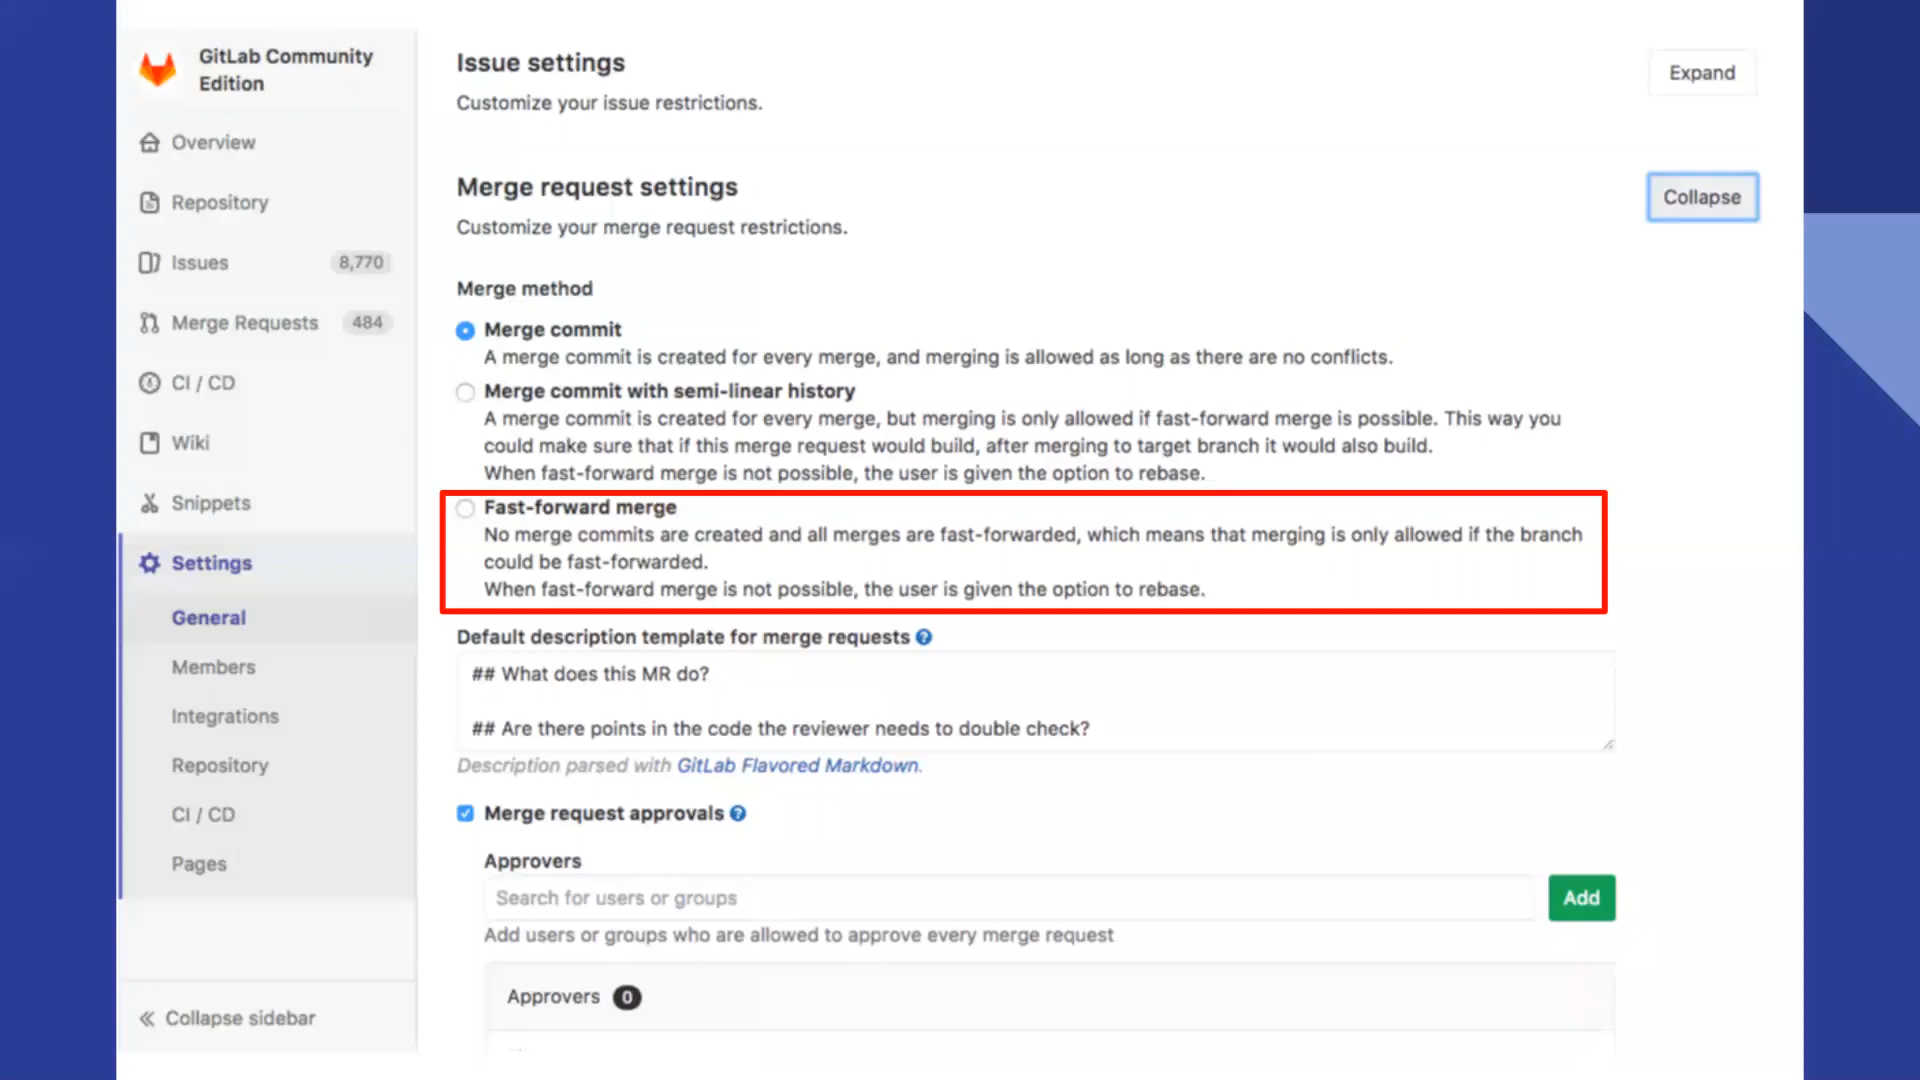 GitLab Community
Edition
Overview
Repository
Issues 8,770
Merge Requests 484
CI / CD
Wiki
Snippets
Settings
General
Members
Integrations
Repository
CI / CD
Pages
Collapse sidebar
Issue settings
Expand
Customize your issue restrictions.
Merge request settings
Collapse
Customize your merge request restrictions.
Merge method
Merge commit
A merge commit is created for every merge, and merging is allowed as long as there are no conflicts.
Merge commit with semi-linear history
A merge commit is created for every merge, but merging is only allowed if fast-forward merge is possible. This way you
could make sure that if this merge request would build, after merging to target branch it would also build.
When fast-forward merge is not possible, the user is given the option to rebase.
Fast-forward merge
No merge commits are created and all merges are fast-forwarded, which means that merging is only allowed if the branch
could be fast-forwarded.
When fast-forward merge is not possible, the user is given the option to rebase.
Default description template for merge requests
## What does this MR do?
## Are there points in the code the reviewer needs to double check?
Description parsed with GitLab Flavored Markdown.
Merge request approvals
Approvers
Search for users or groups
Add
Add users or groups who are allowed to approve every merge request
Approvers 0